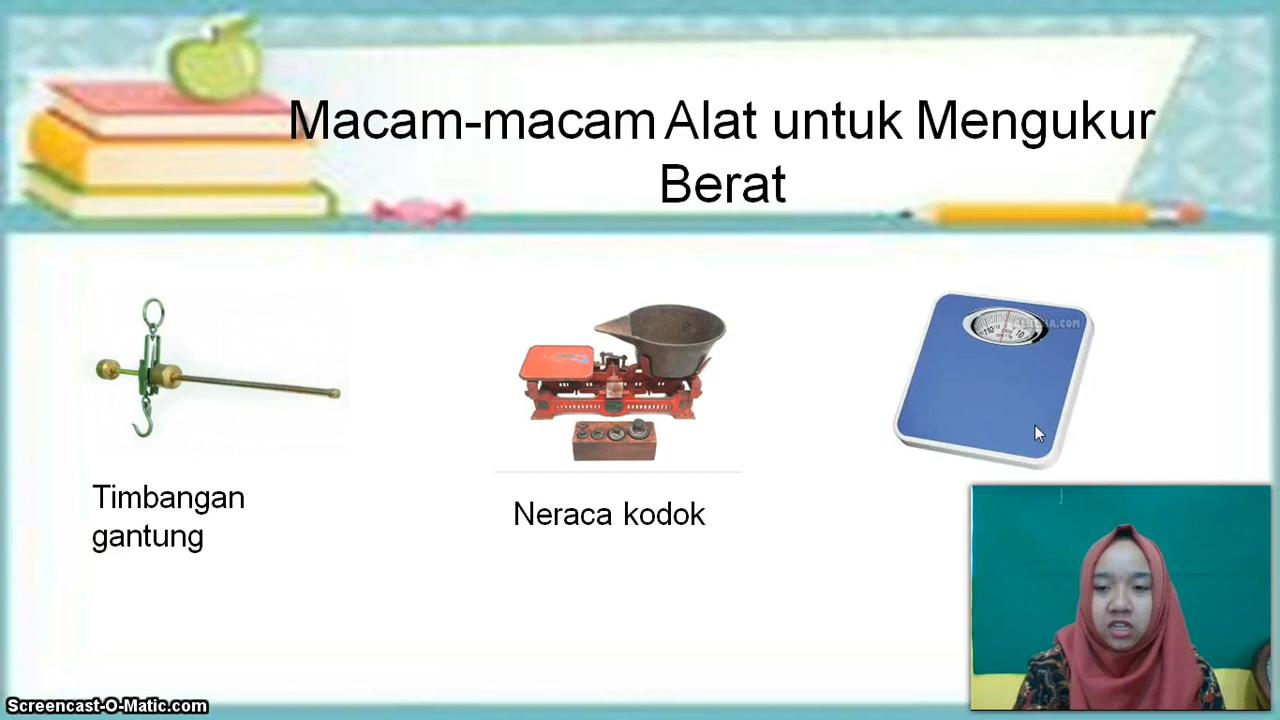 Macam-macam Alat untuk Mengukur
Berat
Timbangan
gantung
Neraca kodok
Screencast-O-Matic.com